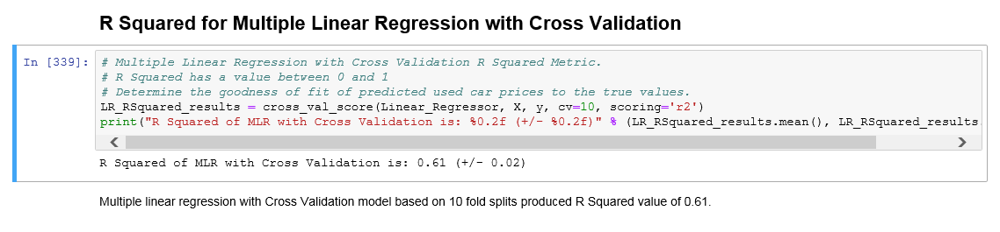 R Squared for Multiple Linear Regression with Cross Validation
In [339]: # Multiple Linear Regression with Cross Validation R Squared Metric.
# R Squared has a value between 0 and 1
# Determine the goodness of fit of predicted used car prices to the true values.
LR_RSquared_results = cross_val_score(Linear_Regressor, X, y, cv=10, scoring='r2')
print("R Squared of MLR with Cross Validation is: %0.2f (+/- %0.2f)" % (LR_RSquared_results.mean(), LR_RSquared_results
R Squared of MLR with Cross Validation is: 0.61 (+/- 0.02)
Multiple linear regression with Cross Validation model based on 10 fold splits produced R Squared value of 0.61.